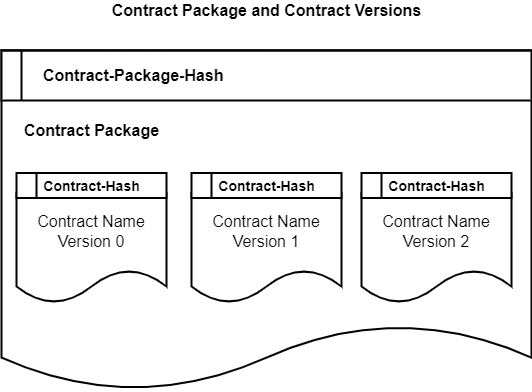 Contract Package and Contract Versions
Contract-Package-Hash
Contract Package
Contract-Hash
Contract Name
Version 0
Contract-Hash
Contract Name
Version 1
Contract-Hash
Contract Name
Version 2